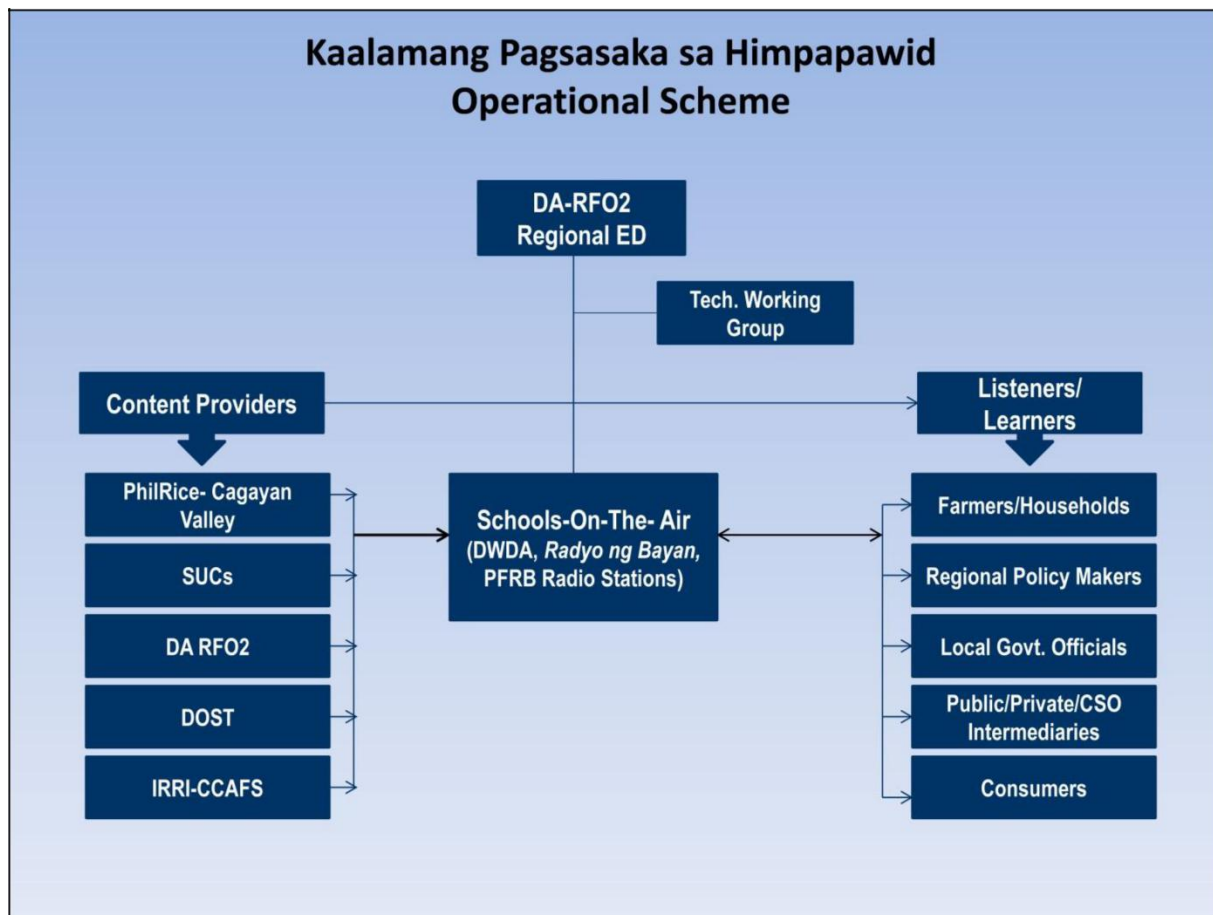 Kaalamang Pagsasaka sa Himpapawid
Operational Scheme
DA-RFO2
Regional ED
Tech. Working
Group
Content Providers
Listeners/
Learners
PhilRice- Cagayan
Valley
SUCs
DA RFO2
DOST
IRRI-CCAFS
Schools-On-The- Air
(DWDA, Radyo ng Bayan,
PFRB Radio Stations)
Farmers/Households
Regional Policy Makers
Local Govt. Officials
Public/Private/CSO
Intermediaries
Consumers